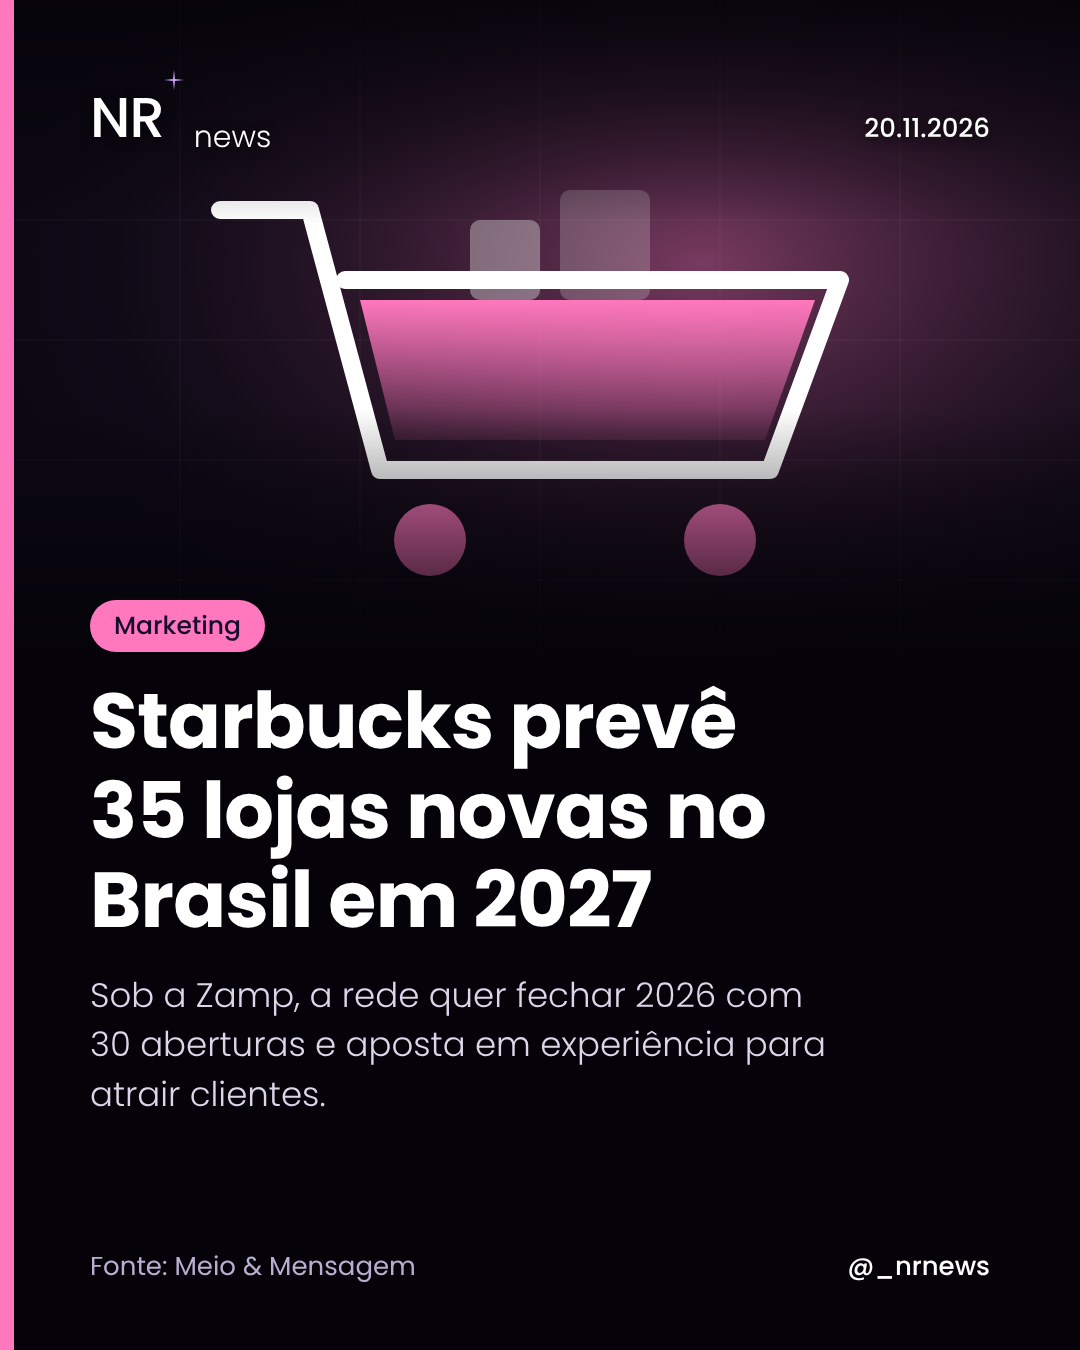 NR news
20.11.2026
Marketing
Starbucks prevê
35 lojas novas no
Brasil em 2027
Sob a Zamp, a rede quer fechar 2026 com
30 aberturas e aposta em experiência para
atrair clientes.
Fonte: Meio & Mensagem
@_nrnews